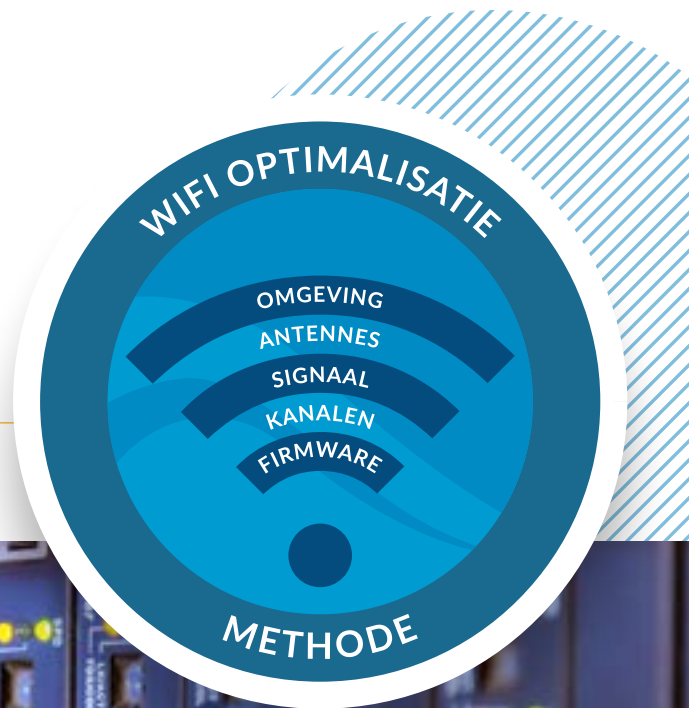 WIFI OPTIMALISATIE
OMGEVING
ANTENNES
SIGNAAL
KANALEN
FIRMWARE
METHODE